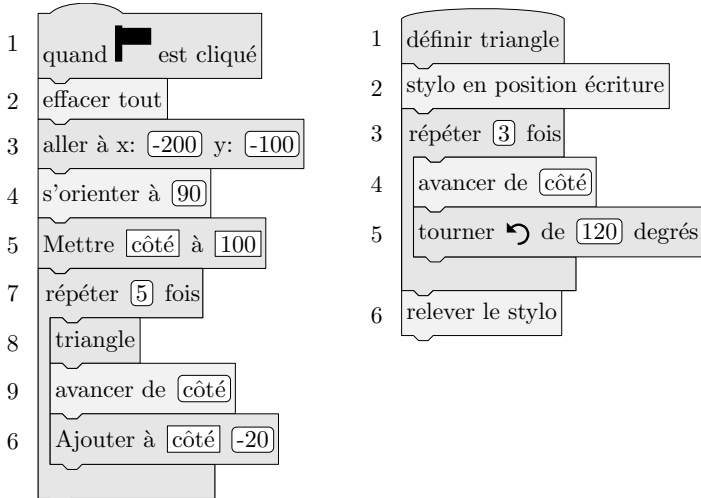 1 quand est cliqué
2 effacer tout
3 aller à x: -200 y: -100
4 s'orienter à 90
5 Mettre côté à 100
7 répéter 5 fois
8 triangle
9 avancer de côté
6 Ajouter à côté -20
1 définir triangle
2 stylo en position écriture
3 répéter 3 fois
4 avancer de côté
5 tourner de 120 degrés
6 relever le stylo